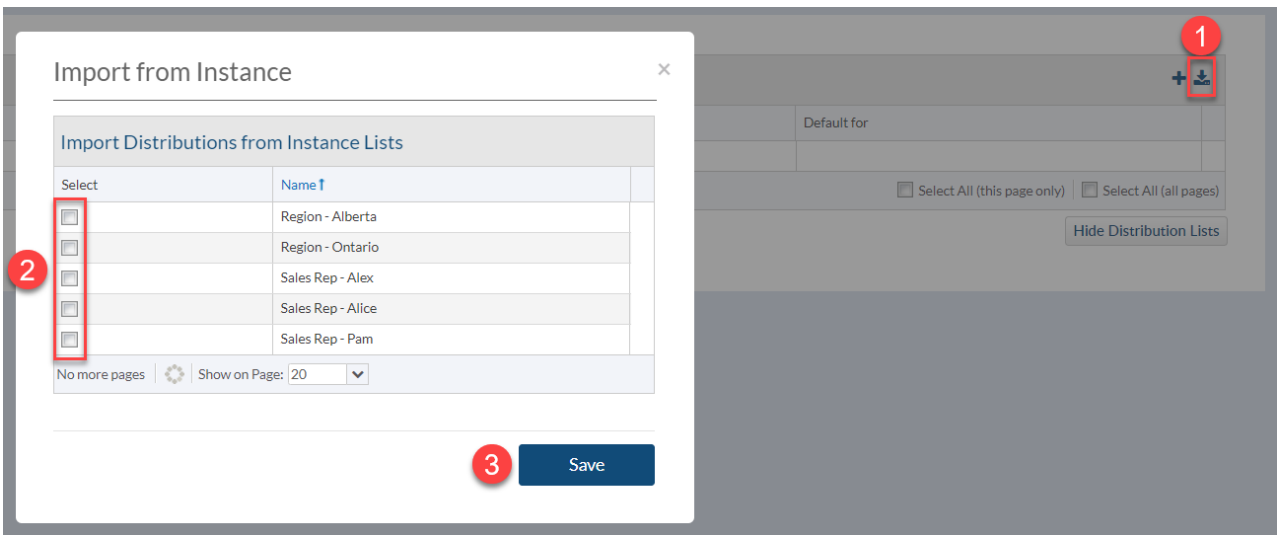 1
Import from Instance
×
Default for
Import Distributions from Instance Lists
Select Name
Select All (this page only) Select All (all pages)
Region - Alberta
Hide Distribution Lists
Region - Ontario
2
Sales Rep - Alex
Sales Rep - Alice
Sales Rep - Pam
No more pages Show on Page: 20
3 Save